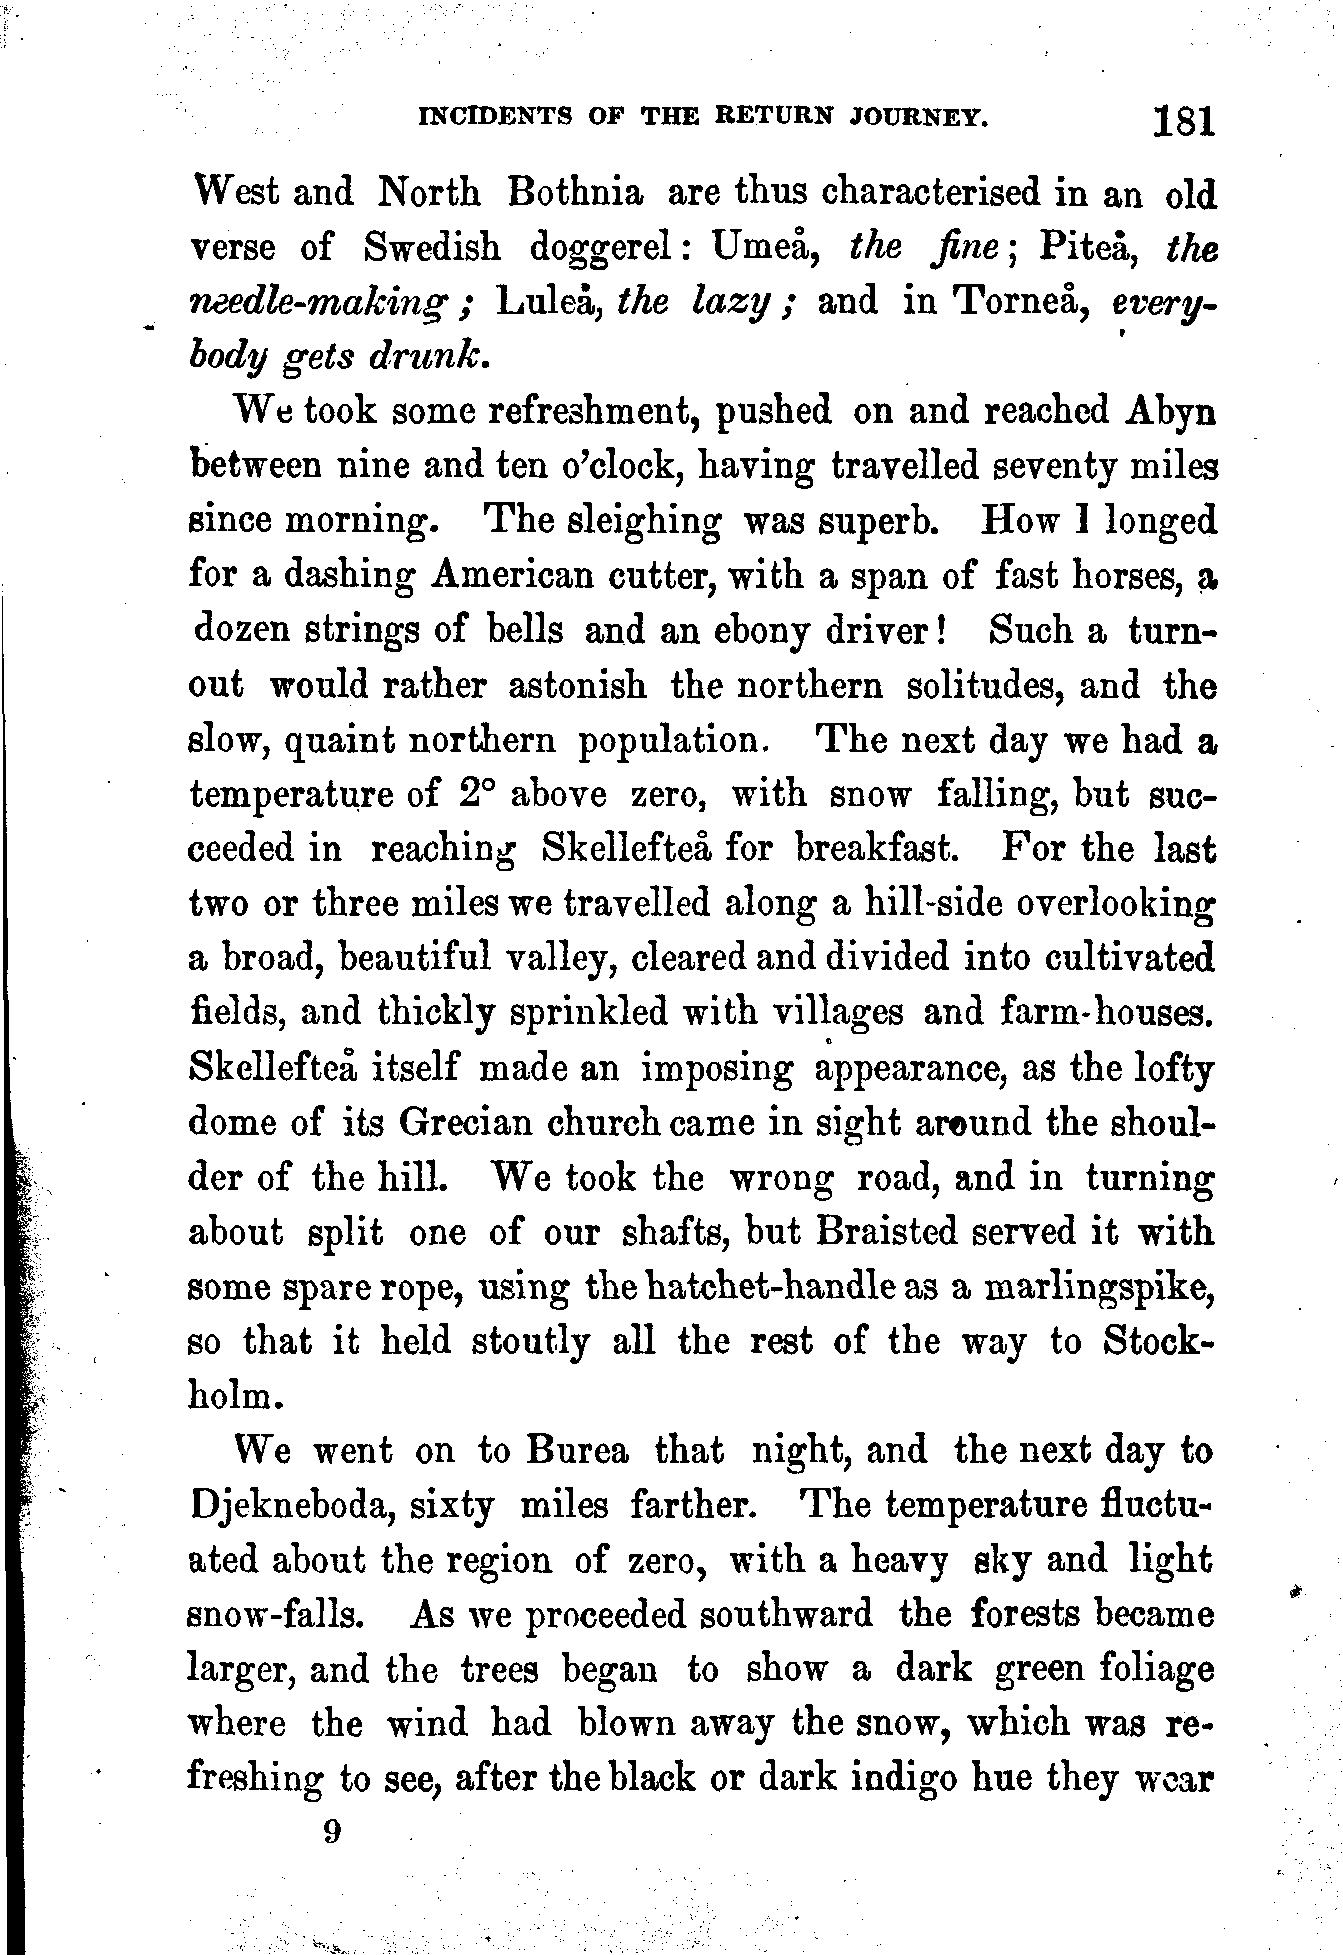 INCIDENTS OF THE RETURN JOURNEY. 181
West and North Bothnia are thus characterised in an old
verse of Swedish doggerel: Umeå, the fine; Piteå, the
needle-making; Luleå, the lazy; and in Torneå, every-
body gets drunk.
We took some refreshment, pushed on and reached Abyn
between nine and ten o'clock, having travelled seventy miles
since morning. The sleighing was superb. How I longed
for a dashing American cutter, with a span of fast horses, a
dozen strings of bells and an ebony driver! Such a turn-
out would rather astonish the northern solitudes, and the
slow, quaint northern population. The next day we had a
temperature of 2° above zero, with snow falling, but suc-
ceeded in reaching Skellefteå for breakfast. For the last
two or three miles we travelled along a hill-side overlooking
a broad, beautiful valley, cleared and divided into cultivated
fields, and thickly sprinkled with villages and farm-houses.
Skellefteå itself made an imposing appearance, as the lofty
dome of its Grecian church came in sight around the shoul-
der of the hill. We took the wrong road, and in turning
about split one of our shafts, but Braisted served it with
some spare rope, using the hatchet-handle as a marlingspike,
so that it held stoutly all the rest of the way to Stock-
holm.
We went on to Burea that night, and the next day to
Djekneboda, sixty miles farther. The temperature fluctu-
ated about the region of zero, with a heavy sky and light
snow-falls. As we proceeded southward the forests became
larger, and the trees began to show a dark green foliage
where the wind had blown away the snow, which was re-
freshing to see, after the black or dark indigo hue they wear
9